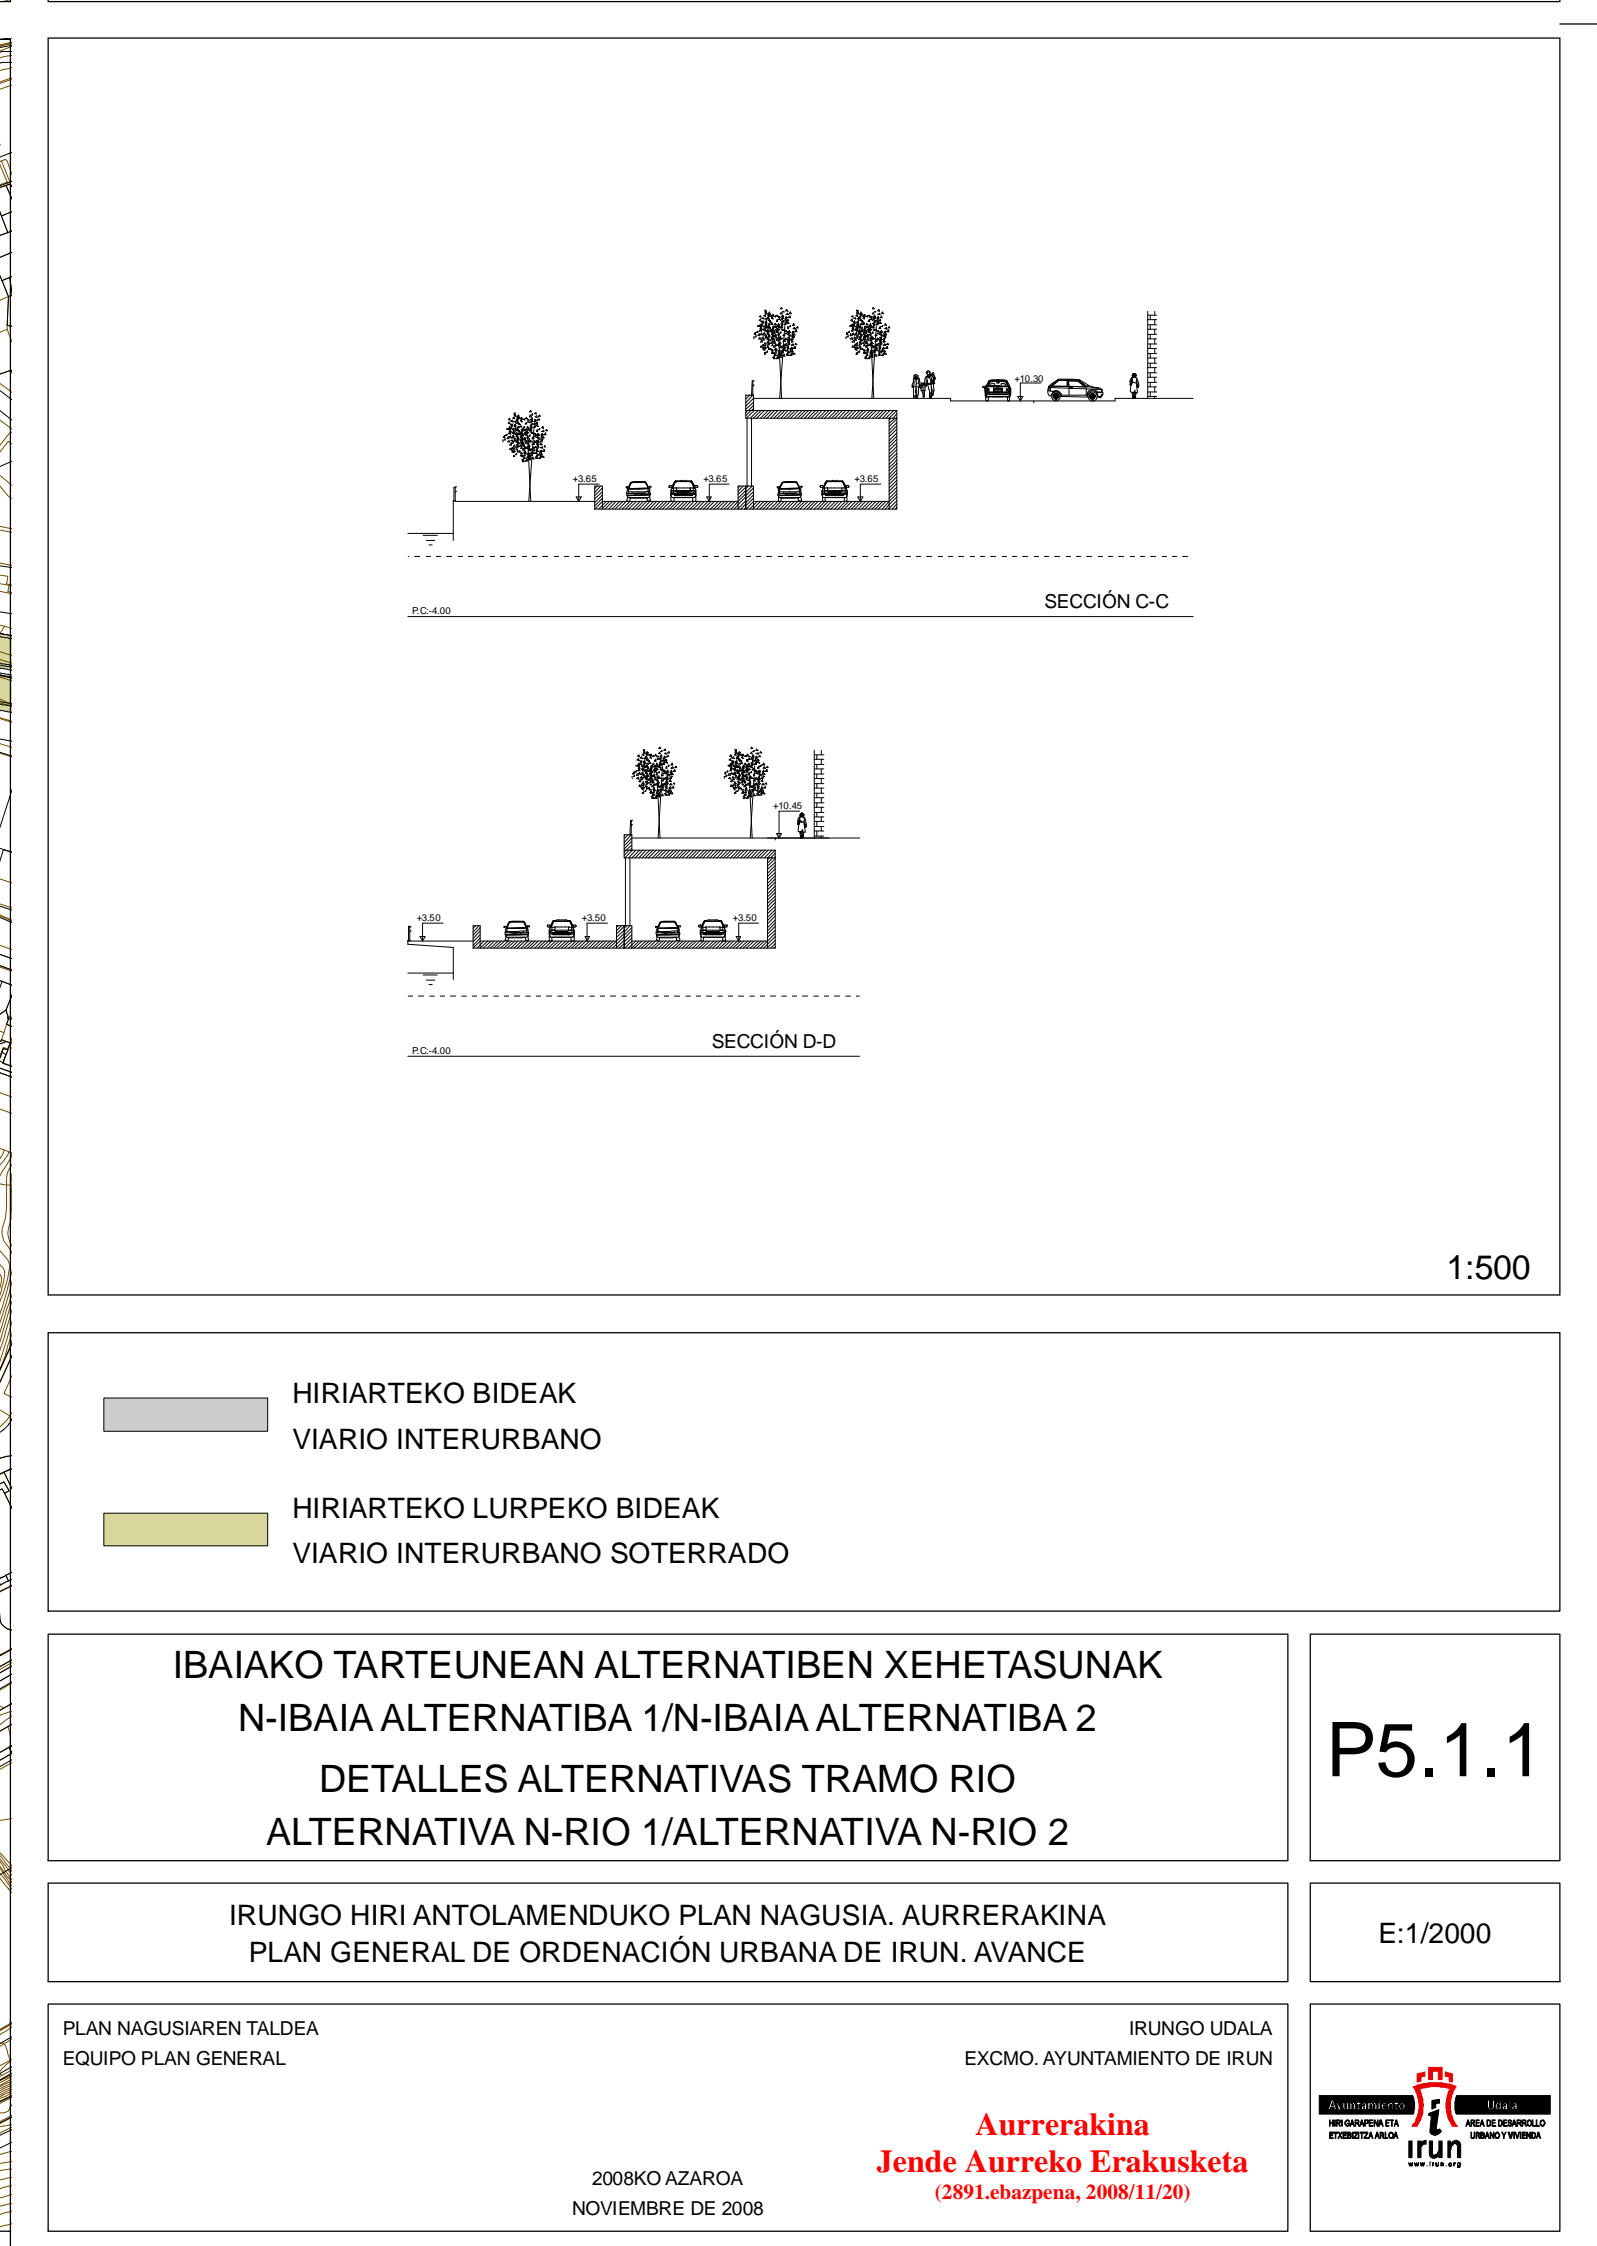 +10.30
+3.65
+3.65
+3.65
SECCIÓN C-C
P.C:-4.00
+10.45
+3.50
+3.50
+3.50
SECCIÓN D-D
P.C:-4.00
1:500
HIRIARTEKO BIDEAK
VIARIO INTERURBANO
HIRIARTEKO LURPEKO BIDEAK
VIARIO INTERURBANO SOTERRADO
IBAIAKO TARTEUNEAN ALTERNATIBEN XEHETASUNAK
N-IBAIA ALTERNATIBA 1/N-IBAIA ALTERNATIBA 2
DETALLES ALTERNATIVAS TRAMO RIO
ALTERNATIVA N-RIO 1/ALTERNATIVA N-RIO 2
P5.1.1
IRUNGO HIRI ANTOLAMENDUKO PLAN NAGUSIA. AURRERAKINA
PLAN GENERAL DE ORDENACIÓN URBANA DE IRUN. AVANCE
E:1/2000
PLAN NAGUSIAREN TALDEA
EQUIPO PLAN GENERAL
IRUNGO UDALA
EXCMO. AYUNTAMIENTO DE IRUN
Aurrerakina
Jende Aurreko Erakusketa
(2891.ebazpena, 2008/11/20)
2008KO AZAROA
NOVIEMBRE DE 2008
Ayuntamiento
Udala
HIRI GARAPENA ETA
ETXEBIZITZA ARLOA
AREA DE DESARROLLO
URBANO Y VIVIENDA
irun
www.irun.org